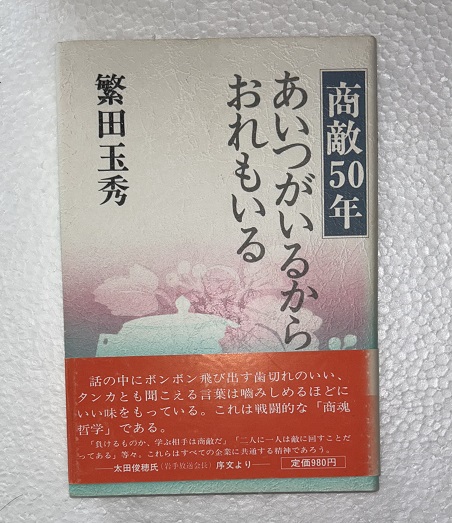 商敵50年
あいつがいるから
おれもいる
繁田玉秀
話の中にポンポン飛び出す歯切れのいい、
タンカとも聞こえる言葉は噛みしめるほどに
いい味をもっている。これは戦闘的な「商魂
哲学」である。
「負けるものか、学ぶ相手は商敵だ」「二人に一人は敵に回すことだ
ってある」等々。これらはすべての企業に共通する精神であろう。
——太田俊穂氏（岩手放送会長）序文より——
定価980円